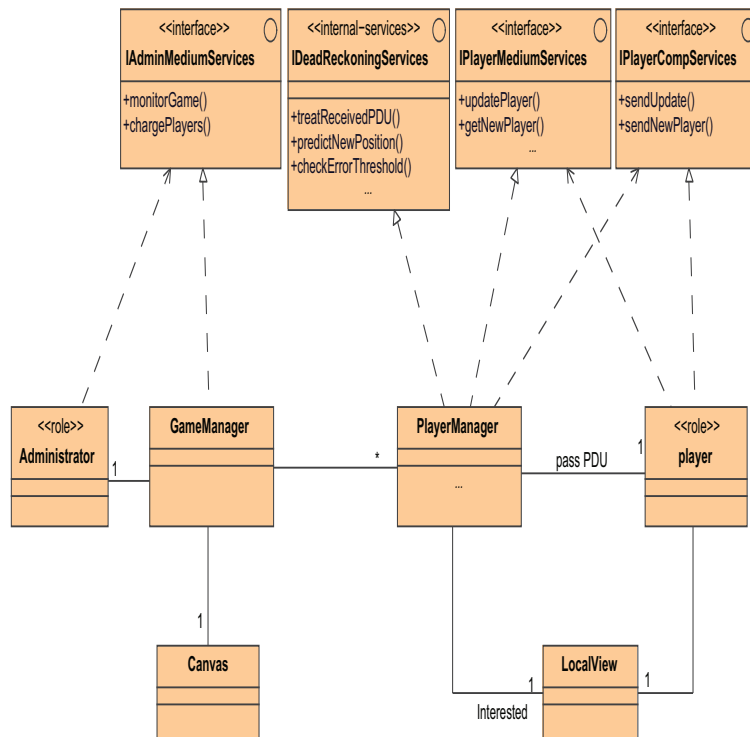 <<interface>>
IAdminMediumServices
+monitorGame()
+chargePlayers()
<<internal-services>>
IDeadReckoningServices
+treatReceivedPDU()
+predictNewPosition()
+checkErrorThreshold()
...
<<interface>>
IPlayerMediumServices
+updatePlayer()
+getNewPlayer()
...
<<interface>>
IPlayerCompServices
+sendUpdate()
+sendNewPlayer()
<<role>>
Administrator
1
GameManager
*
PlayerManager
...
pass PDU
1
<<role>>
player
1
Canvas
LocalView
1
Interested
1